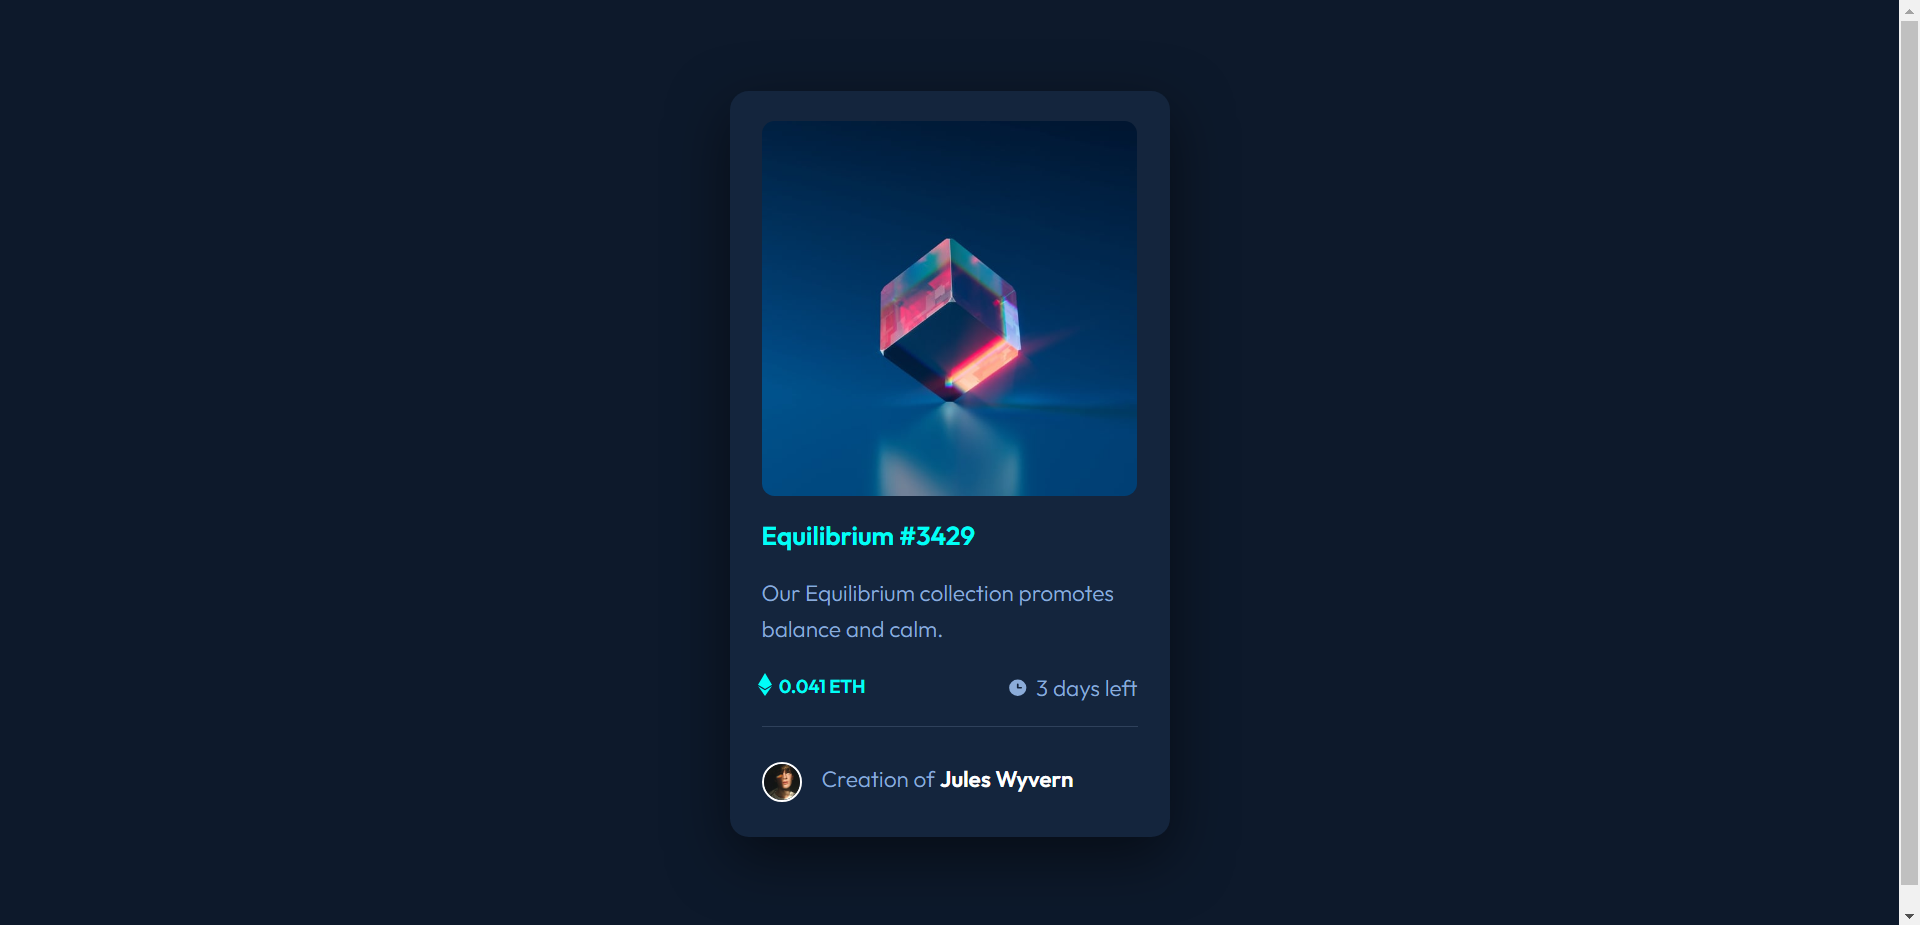 Equilibrium #3429
Our Equilibrium collection promotes
balance and calm.
0.041 ETH
3 days left
Creation of Jules Wyvern